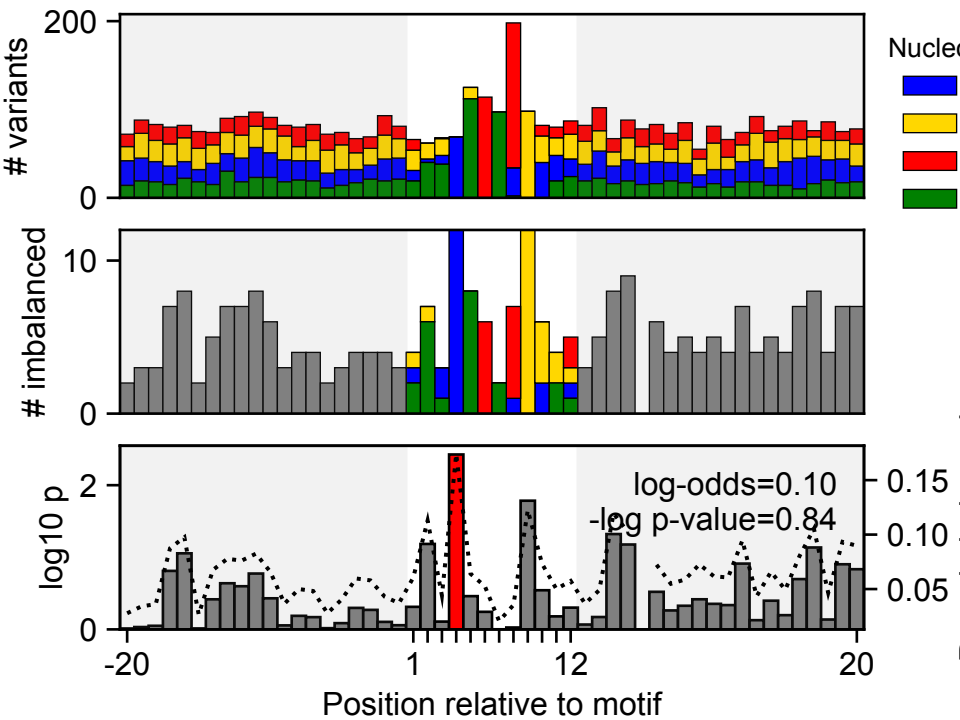 200
0
# variants
Nucleo
10
0
# imbalanced
2
0
log10 p
log-odds=0.10
-log p-value=0.84
0.15
0.10
0.05
-20
1
12
20
Position relative to motif